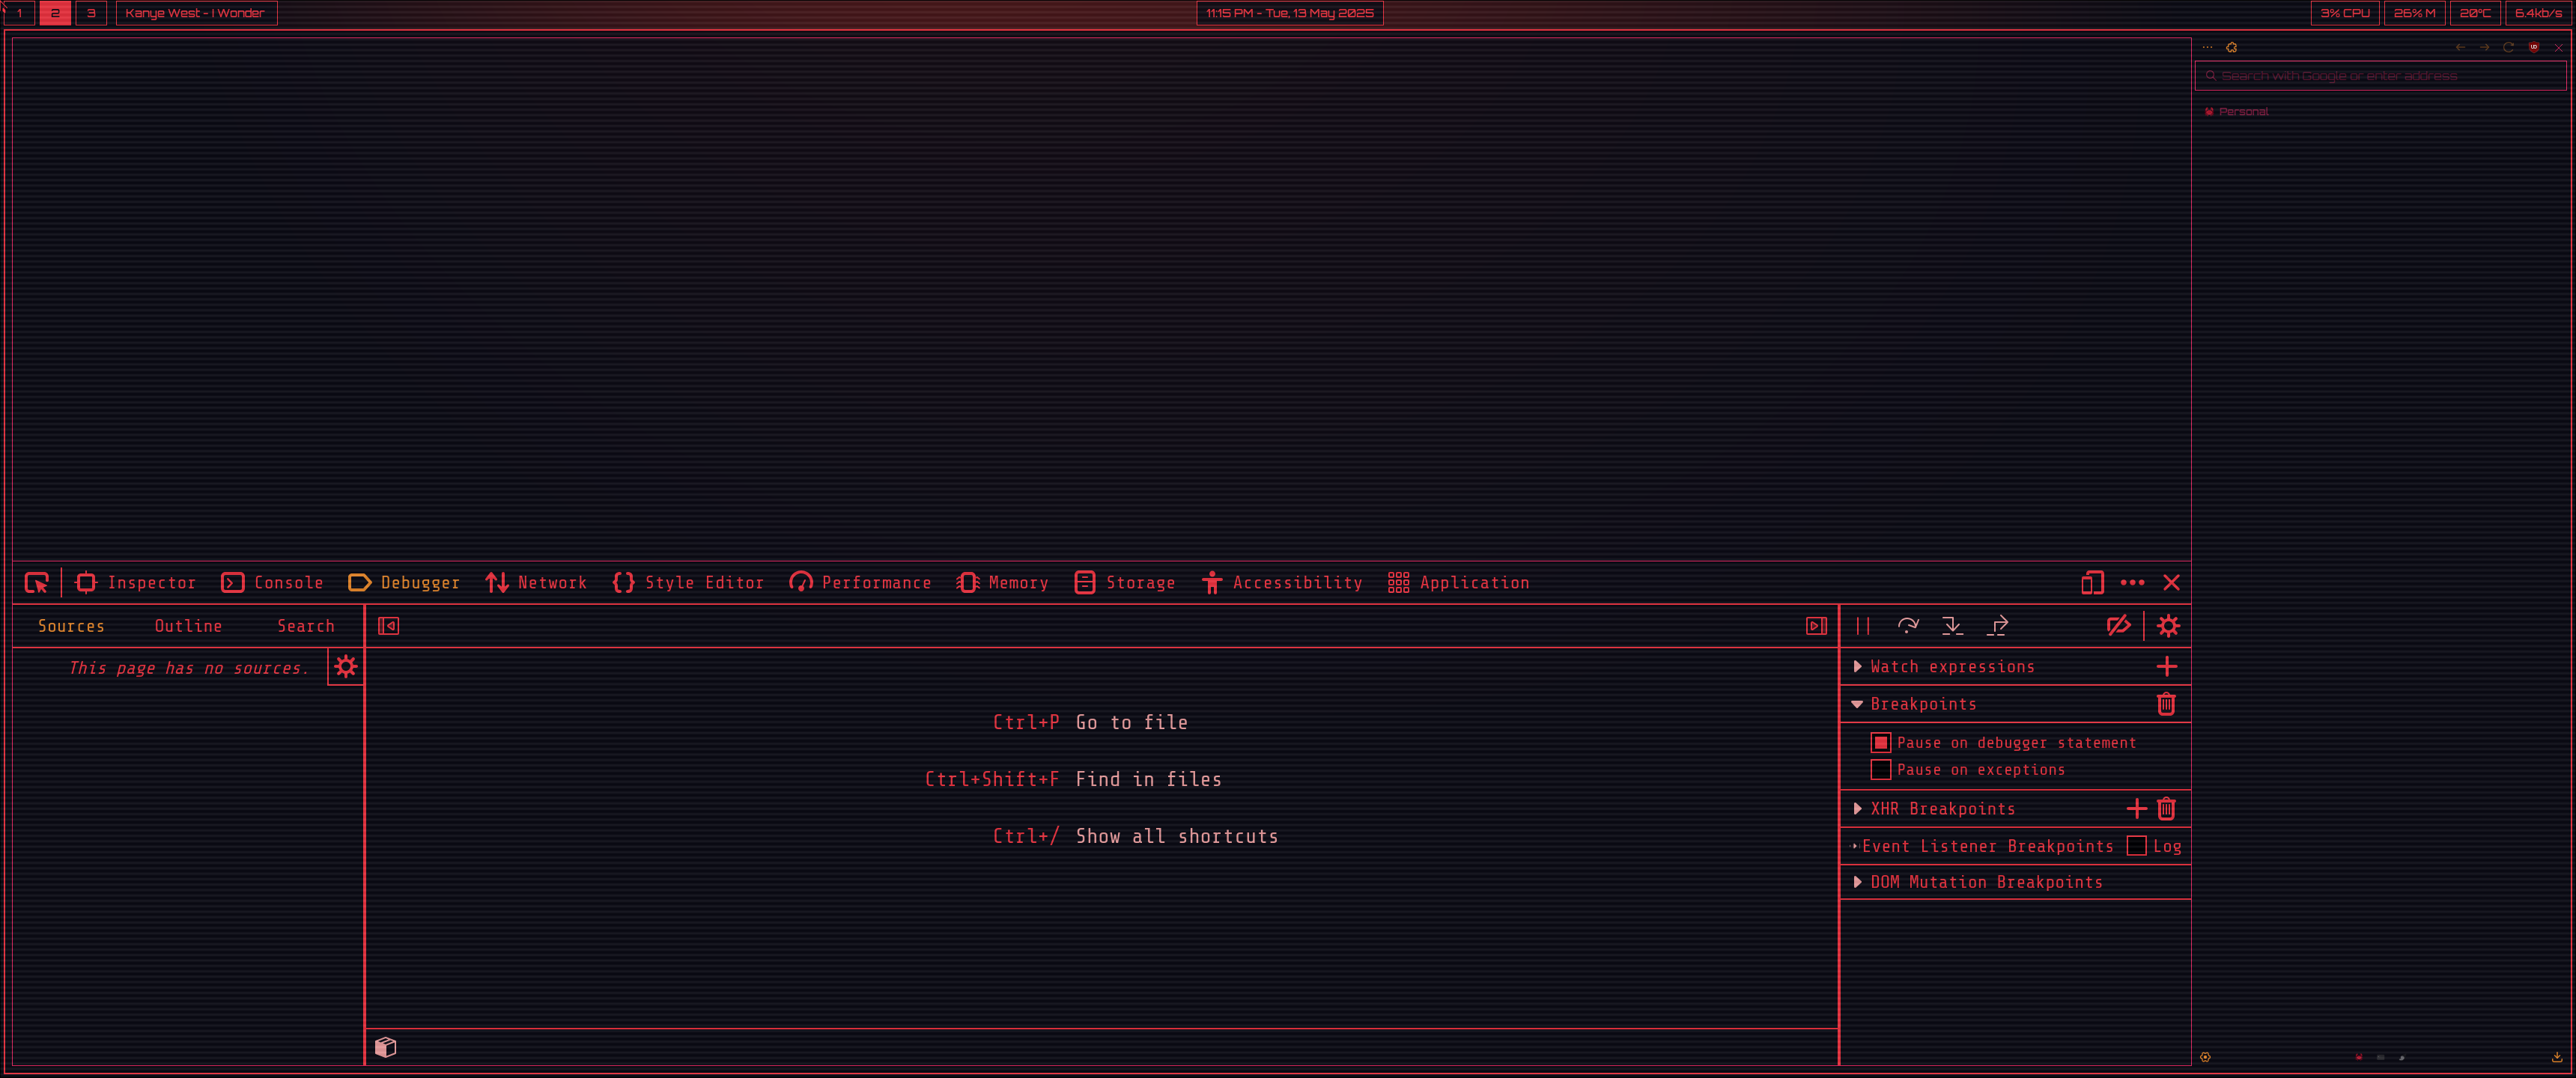 1 2 3 Kanye West - I Wonder 11:15 PM - Tue, 13 May 2025 3% CPU 26% M 20°C 6.4kb/s
Search with Google or enter address
Personal
Inspector Console Debugger Network Style Editor Performance Memory Storage Accessibility Application
Sources Outline Search
This page has no sources.
Ctrl+P Go to file
Ctrl+Shift+F Find in files
Ctrl+/ Show all shortcuts
Watch expressions
Breakpoints
Pause on debugger statement
Pause on exceptions
XHR Breakpoints
Event Listener Breakpoints Log
DOM Mutation Breakpoints